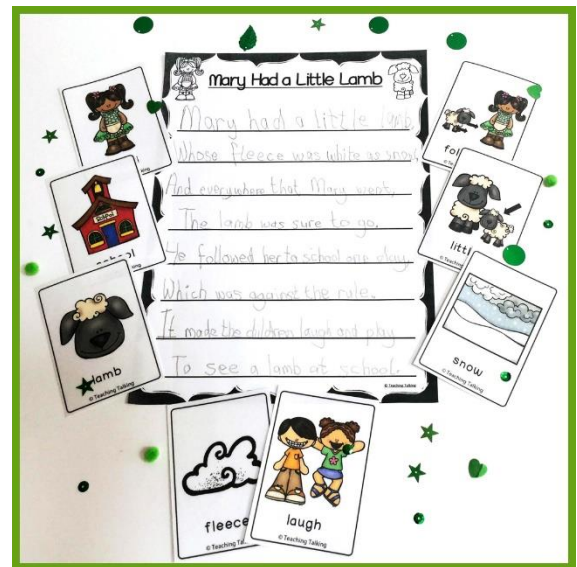 Mary Had a Little Lamb
Mary had a little lamb,
Whose fleece was white as snow,
And everywhere that Mary went,
The lamb was sure to go.
He followed her to school one day
Which was against the rule.
It made the children laugh and play
To see a lamb at school.
© Teaching Talking
school
lamb
© Teaching Talking
© Teaching Talking
snow
© Teaching Talking
fleece
© Teaching
laugh
© Teaching Talking